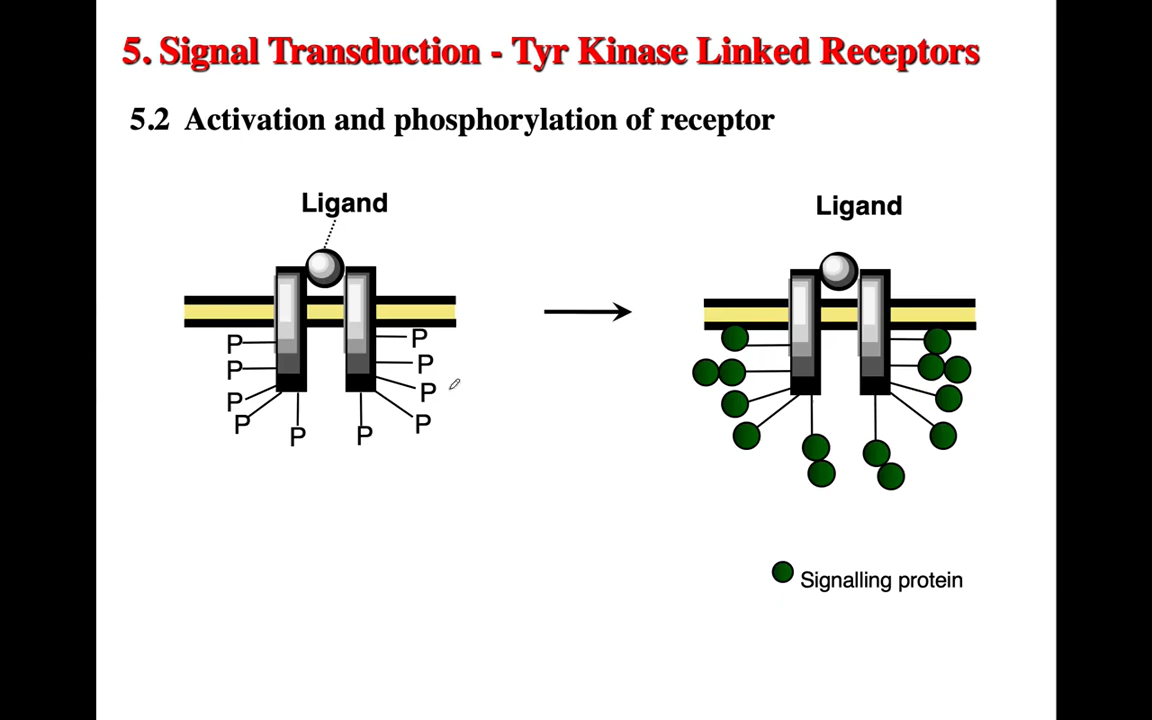 5. Signal Transduction - Tyr Kinase Linked Receptors
5.2 Activation and phosphorylation of receptor
Ligand
P
P
P
P
P
P
P
P
P
P
Ligand
Signalling protein